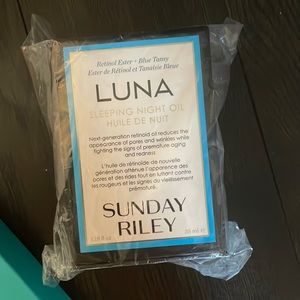 Retinol Ester + Blue Tansy
Ester de Rétinol et Tanaisie Bleue
LUNA
SLEEPING NIGHT OIL
HUILE DE NUIT
Next-generation retinoid oil reduces the
appearance of pores and wrinkles while
fighting the signs of premature aging
and redness.
L'huile de rétinoïde de nouvelle
génération atténue l'apparence des
pores et des rides tout en luttant contre
les rougeurs et les signes du vieillissement
prématuré.
SUNDAY
RILEY
35 ml e